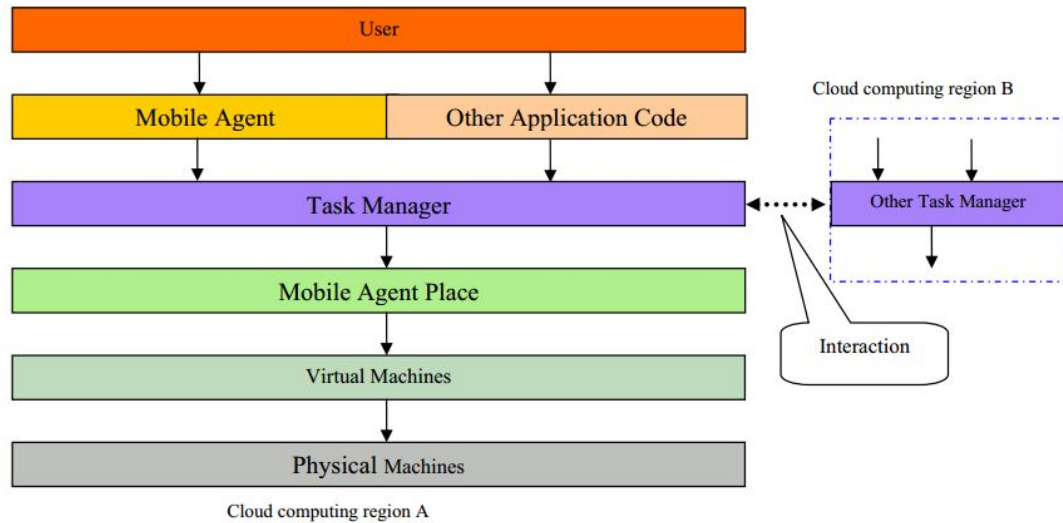 User
Cloud computing region B
Mobile Agent
Other Application Code
Task Manager
Other Task Manager
Mobile Agent Place
Interaction
Virtual Machines
Physical Machines
Cloud computing region A